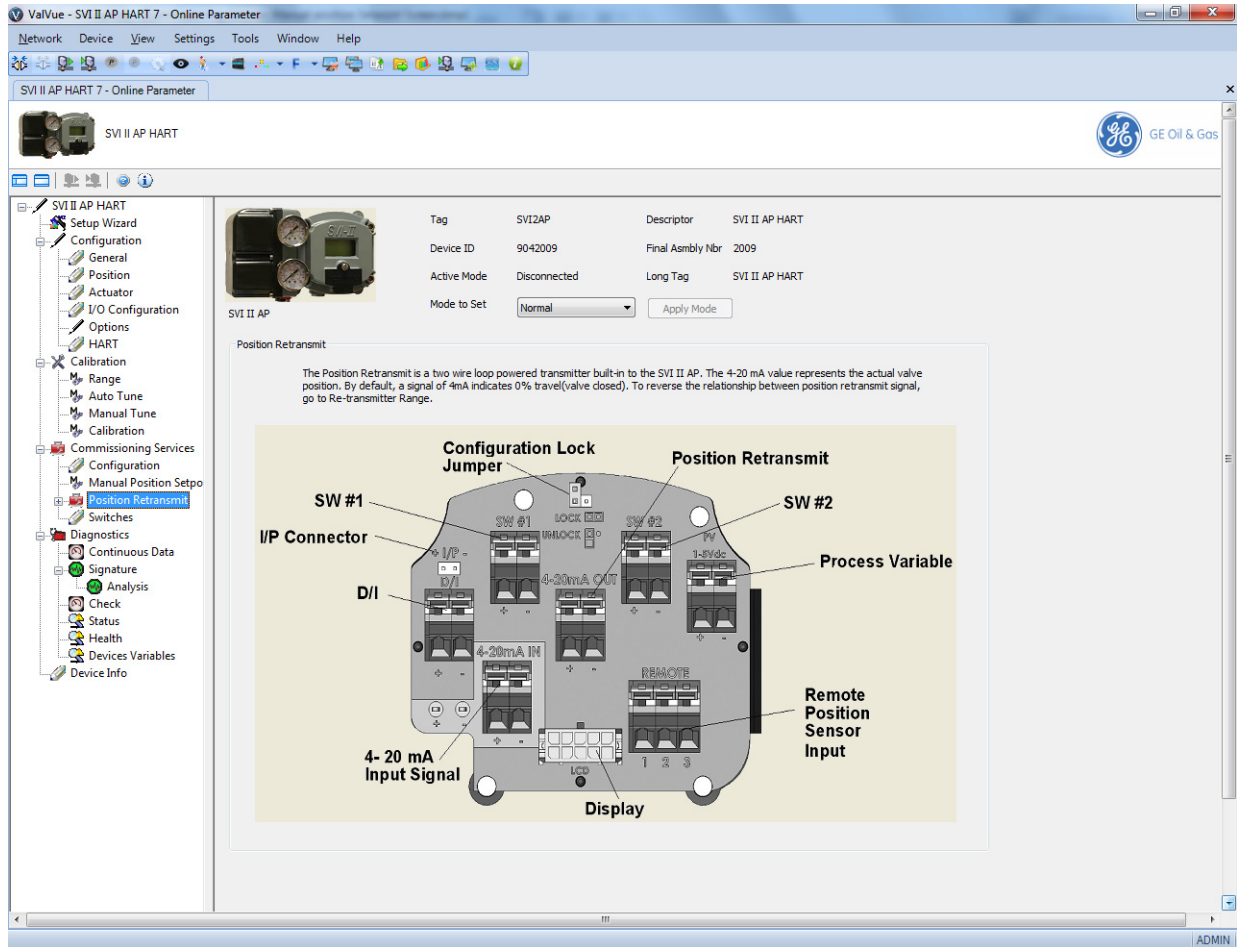 ValVue - SVI II AP HART 7 - Online Parameter
Network Device View Settings Tools Window Help
SVI II AP HART 7 - Online Parameter
SVI II AP HART
GE Oil & Gas
SVI II AP HART
Setup Wizard
Configuration
General
Position
Actuator
I/O Configuration
Options
HART
Calibration
Range
Auto Tune
Manual Tune
Calibration
Commissioning Services
Configuration
Manual Position Setpo
Position Retransmit
Switches
Diagnostics
Continuous Data
Signature
Analysis
Check
Status
Health
Devices Variables
Device Info
SVI II AP
Tag SVI2AP Descriptor SVI II AP HART
Device ID 9042009 Final Asmbly Nbr 2009
Active Mode Disconnected Long Tag SVI II AP HART
Mode to Set Normal Apply Mode
Position Retransmit
The Position Retransmit is a two wire loop powered transmitter built-in to the SVI II AP. The 4-20 mA value represents the actual valve
position. By default, a signal of 4mA indicates 0% travel(valve closed). To reverse the relationship between position retransmit signal,
go to Re-transmitter Range.
Configuration Lock
Jumper
Position Retransmit
SW #1
SW #2
I/P Connector
Process Variable
D/I
SW #1
LOCK
UNLOCK
SW #2
PV
1-5Vdc
+ I/P -
D/I
4-20mA OUT
+ -
+ -
+ -
+ -
4-20mA IN
+ -
REMOTE
+ -
+ -
1 2 3
LCD
4- 20 mA
Input Signal
Remote
Position
Sensor
Input
Display
ADMIN